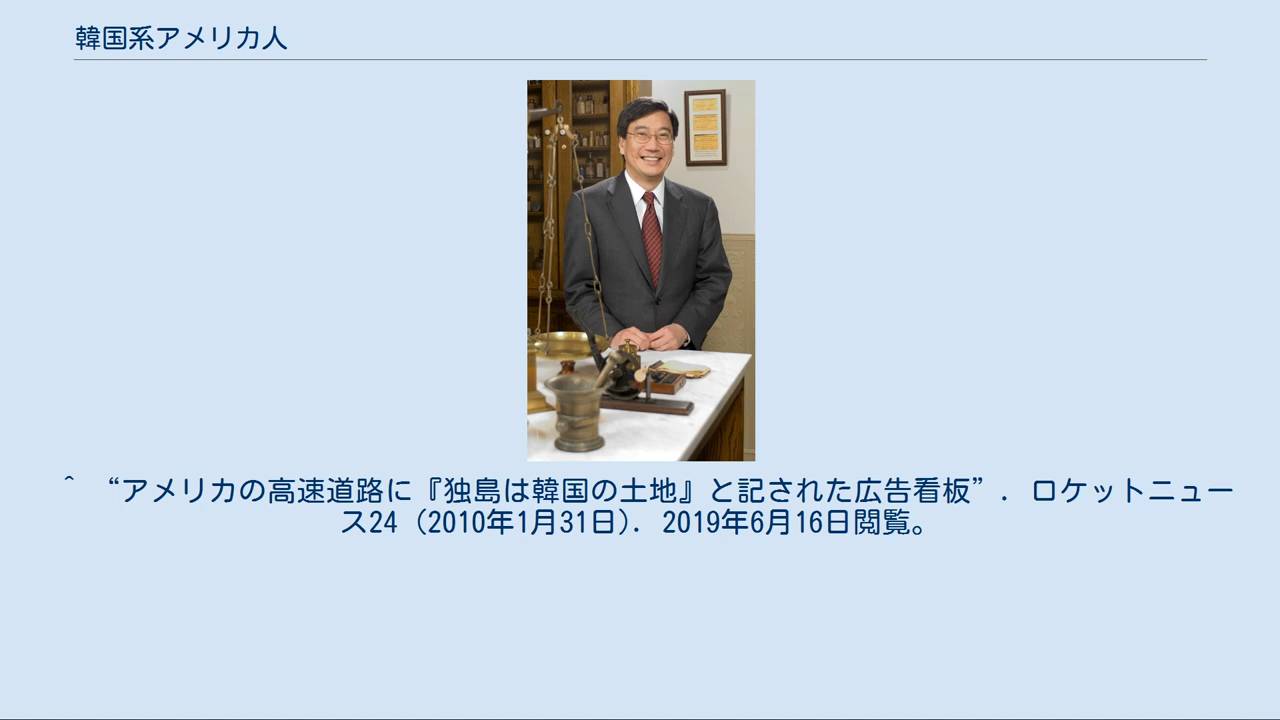 韓国系アメリカ人
^ “アメリカの高速道路に『独島は韓国の土地』と記された広告看板”. ロケットニュー
ス24 (2010年1月31日). 2019年6月16日閲覧。